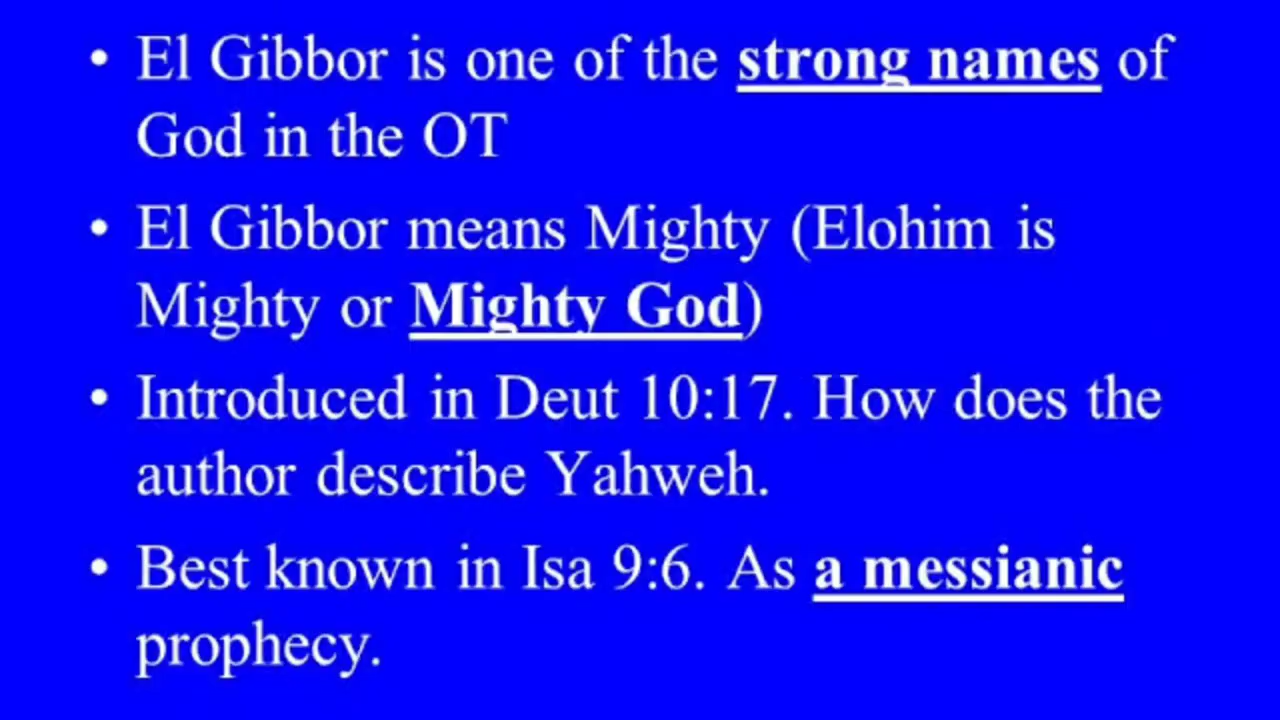 • El Gibbor is one of the strong names of
God in the OT
• El Gibbor means Mighty (Elohim is
Mighty or Mighty God)
• Introduced in Deut 10:17. How does the
author describe Yahweh.
• Best known in Isa 9:6. As a messianic
prophecy.